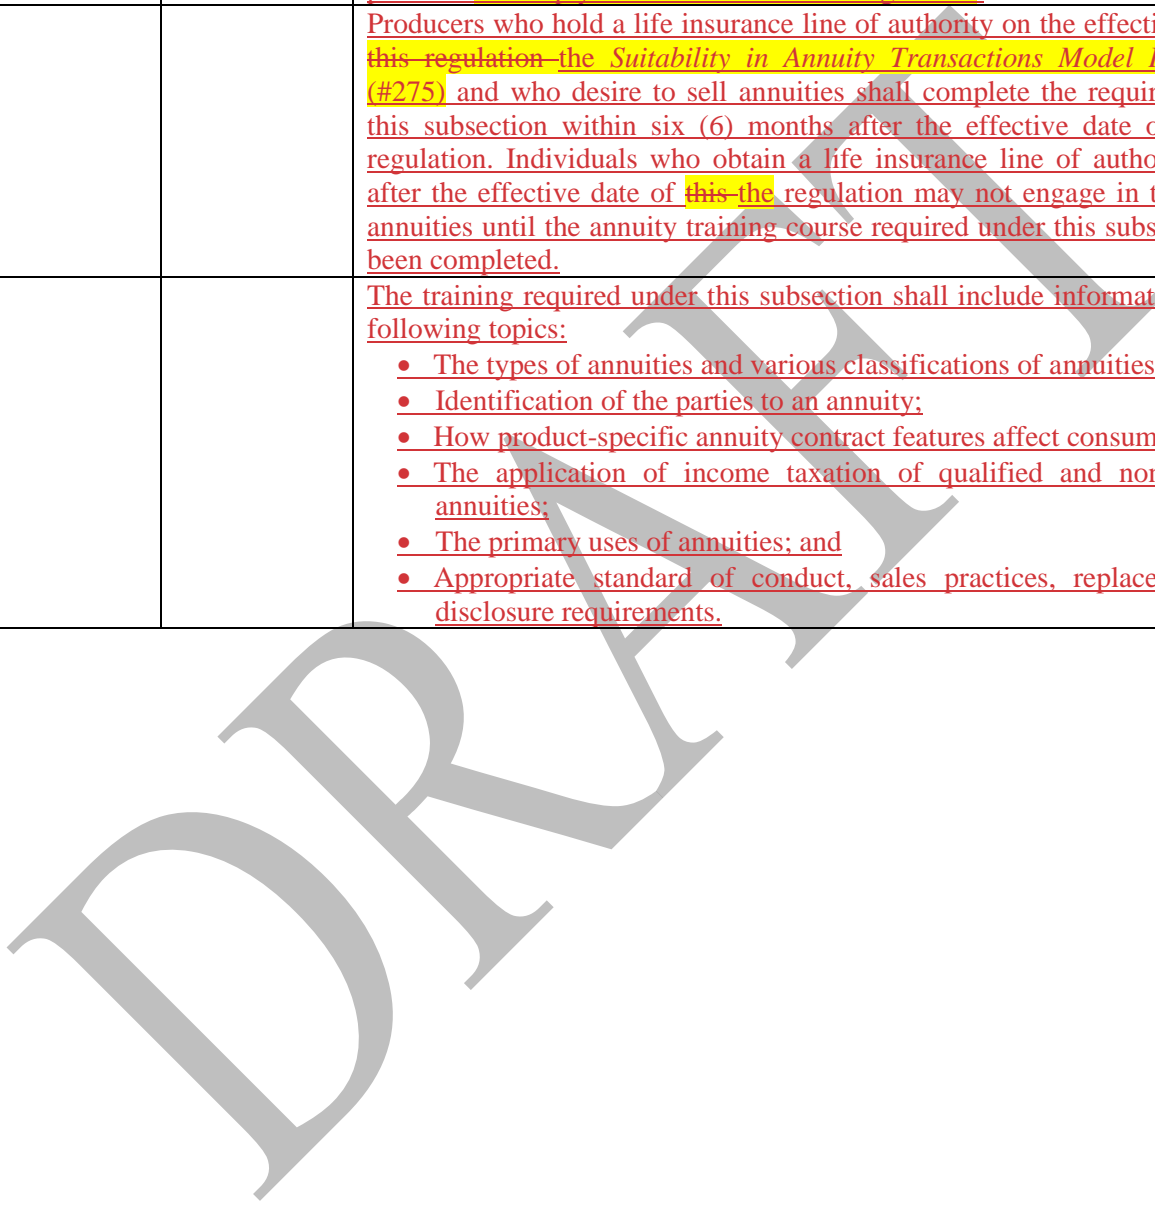 Producers who hold a life insurance line of authority on the effecti
this regulation the Suitability in Annuity Transactions Model
(#275) and who desire to sell annuities shall complete the requir
this subsection within six (6) months after the effective date o
regulation. Individuals who obtain a life insurance line of autho
after the effective date of this the regulation may not engage in t
annuities until the annuity training course required under this subs
been completed.
The training required under this subsection shall include informat
following topics:
• The types of annuities and various classifications of annuities
• Identification of the parties to an annuity;
• How product-specific annuity contract features affect consum
• The application of income taxation of qualified and non
annuities;
• The primary uses of annuities; and
• Appropriate standard of conduct, sales practices, replace
disclosure requirements.
DRAFT